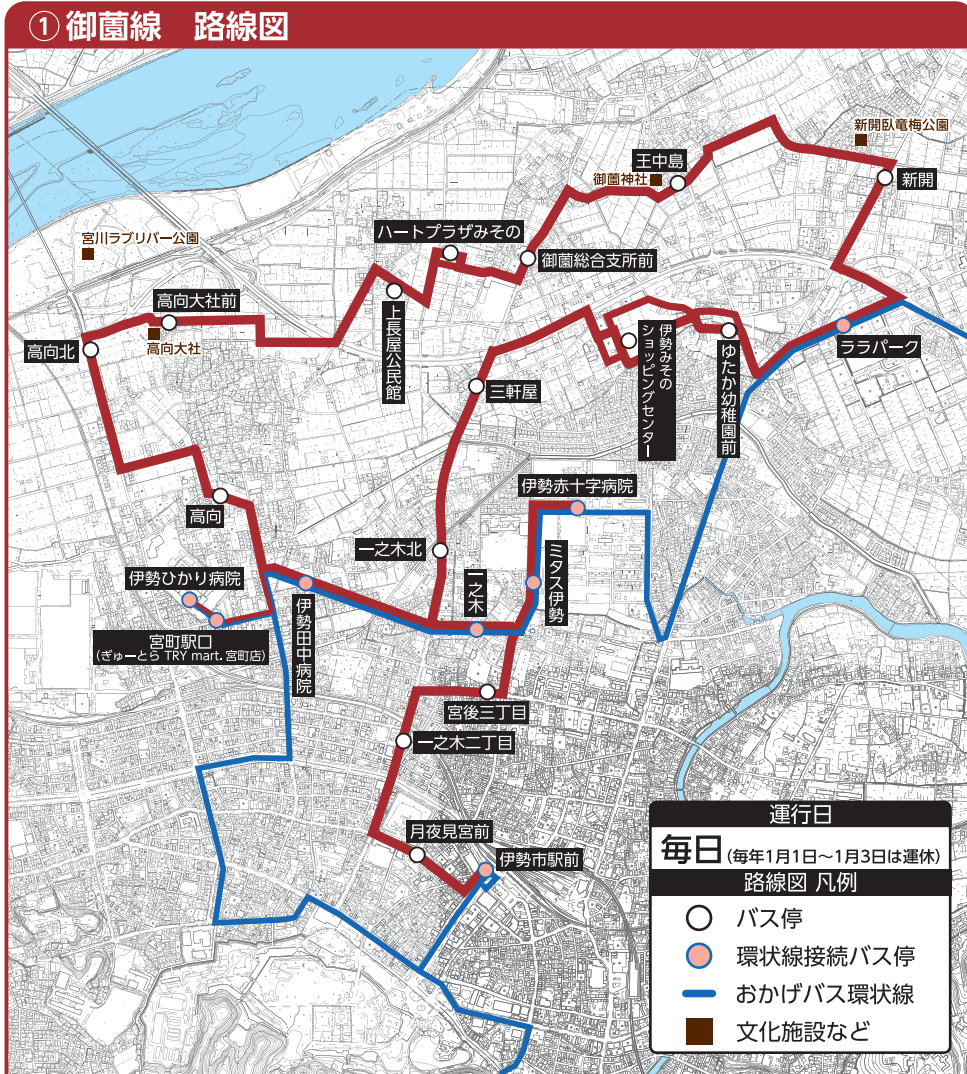 ① 御薗線 路線図
新開臥竜梅公園
王中島
御薗神社
新開
ハートプラザみその
宮川ラブリバー公園
御薗総合支所前
高向大社前
高向大社
高向北
上長屋公民館
伊勢みその
ショッピングセンター
ゆたか幼稚園前
ララパーク
三軒屋
伊勢赤十字病院
高向
一之木北
ミタス伊勢
一之木
伊勢ひかり病院
宮町駅口
(ぎゅーとら TRY mart. 宮町店)
伊勢田中病院
宮後三丁目
一之木二丁目
月夜見宮前
伊勢市駅前
運行日
毎日(毎年1月1日～1月3日は運休)
路線図 凡例
バス停
環状線接続バス停
おかげバス環状線
文化施設など